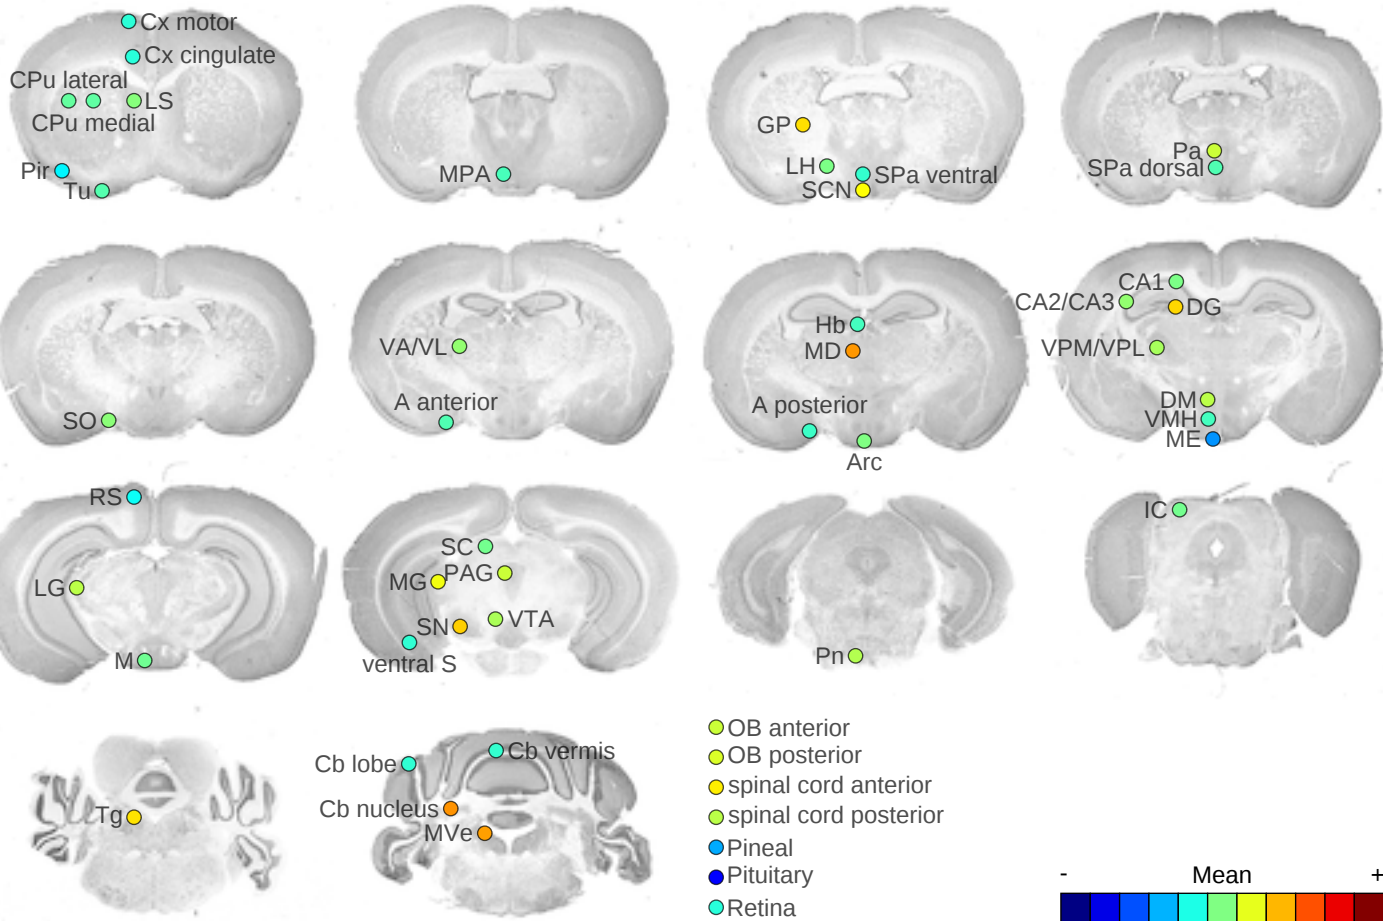 Cx motor
Cx cingulate
CPu lateral
LS
CPu medial
Pir
Tu
MPA
GP
LH
SPa ventral
SCN
Pa
SPa dorsal
SO
VA/VL
A anterior
Hb
MD
A posterior
Arc
CA1
CA2/CA3
DG
VPM/VPL
DM
VMH
ME
RS
LG
M
SC
MG
PAG
SN
VTA
ventral S
Pn
IC
Tg
Cb lobe
Cb vermis
Cb nucleus
MVe
OB anterior
OB posterior
spinal cord anterior
spinal cord posterior
Pineal
Pituitary
Retina
- Mean +